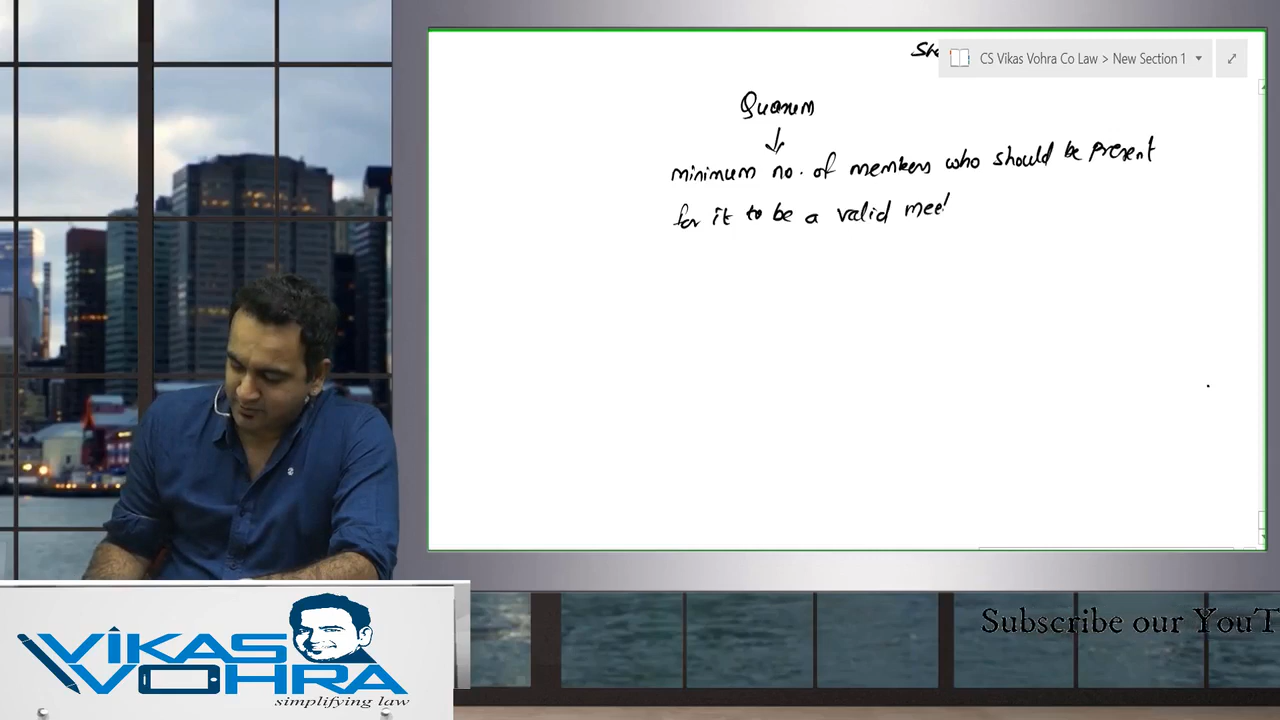 CS Vikas Vohra Co Law > New Section 1
Quorum
minimum no. of members who should be present
for it to be a valid meet
VIKAS
VOHRA
simplifying law
Subscribe our YouT